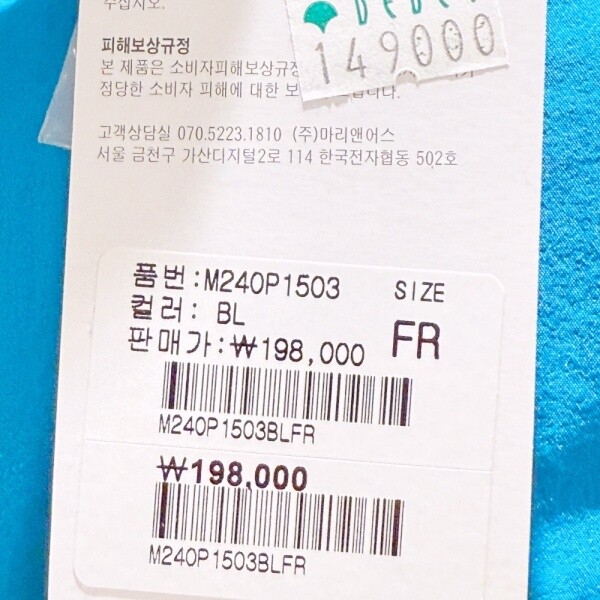 주십시오.
149000
피해보상규정
본 제품은 소비자피해보상규정
정당한 소비자 피해에 대한
고객상담실 070.5223.1810 (주)마리앤어스
서울 금천구 가산디지털2로 114 한국전자협동 502호
품번:M240P1503 SIZE
컬러: BL
판매가:₩198,000 FR
M240P1503BLFR
₩198,000
M240P1503BLFR